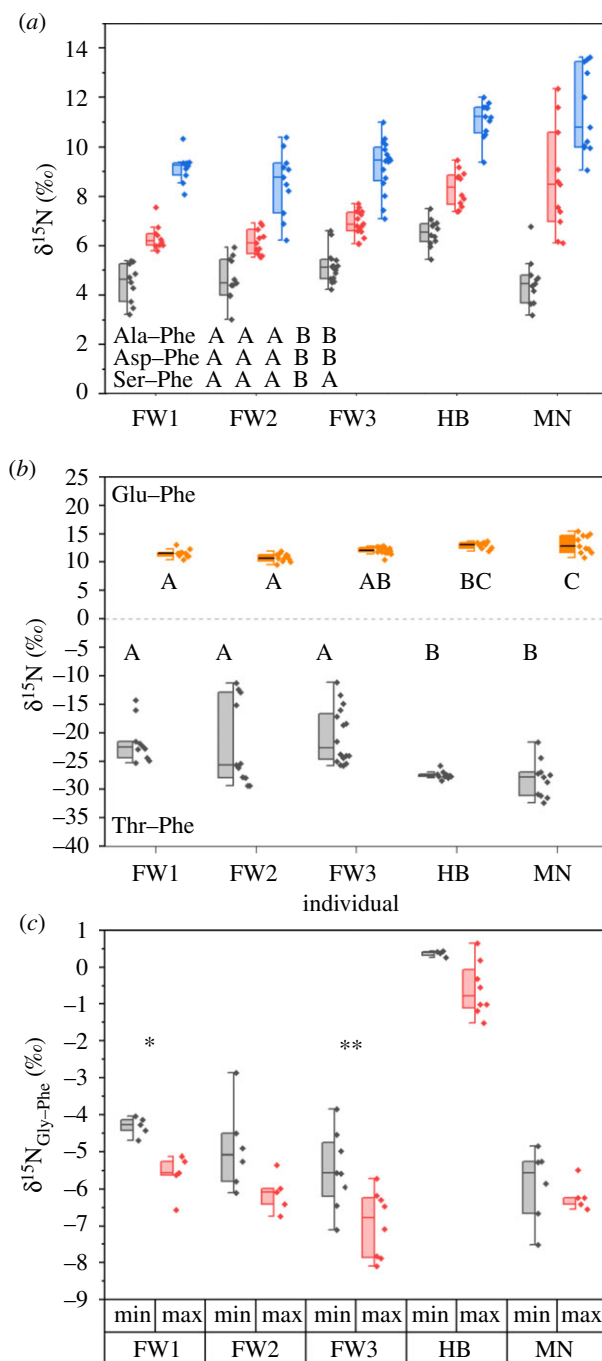 (a)
14
12
10
8
6
4
2
0
δ15N (‰)
Ala–Phe A A A B B
Asp–Phe A A A B B
Ser–Phe A A A B A
FW1 FW2 FW3 HB MN
(b)
25
20
15
10
5
0
−5
−10
−15
−20
−25
−30
−35
−40
δ15N (‰)
Glu–Phe
A A AB BC C
A A A B B
Thr–Phe
FW1 FW2 FW3 HB MN
individual
(c)
1
0
−1
−2
−3
−4
−5
−6
−7
−8
−9
δ15NGly–Phe (‰)
* **
min max min max min max min max min max
FW1 FW2 FW3 HB MN